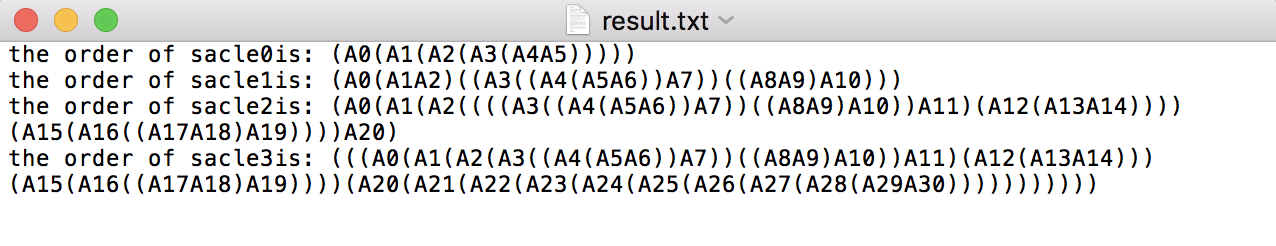 result.txt
the order of sacle0is: (A0(A1(A2(A3(A4A5)))))
the order of sacle1is: (A0(A1A2)((A3((A4(A5A6))A7))((A8A9)A10)))
the order of sacle2is: (A0(A1(A2((((A3((A4(A5A6))A7))((A8A9)A10))A11)(A12(A13A14))))
(A15(A16((A17A18)A19))))A20)
the order of sacle3is: (((A0(A1(A2(A3((A4(A5A6))A7))((A8A9)A10))A11)(A12(A13A14)))
(A15(A16((A17A18)A19))))(A20(A21(A22(A23(A24(A25(A26(A27(A28(A29A30)))))))))))